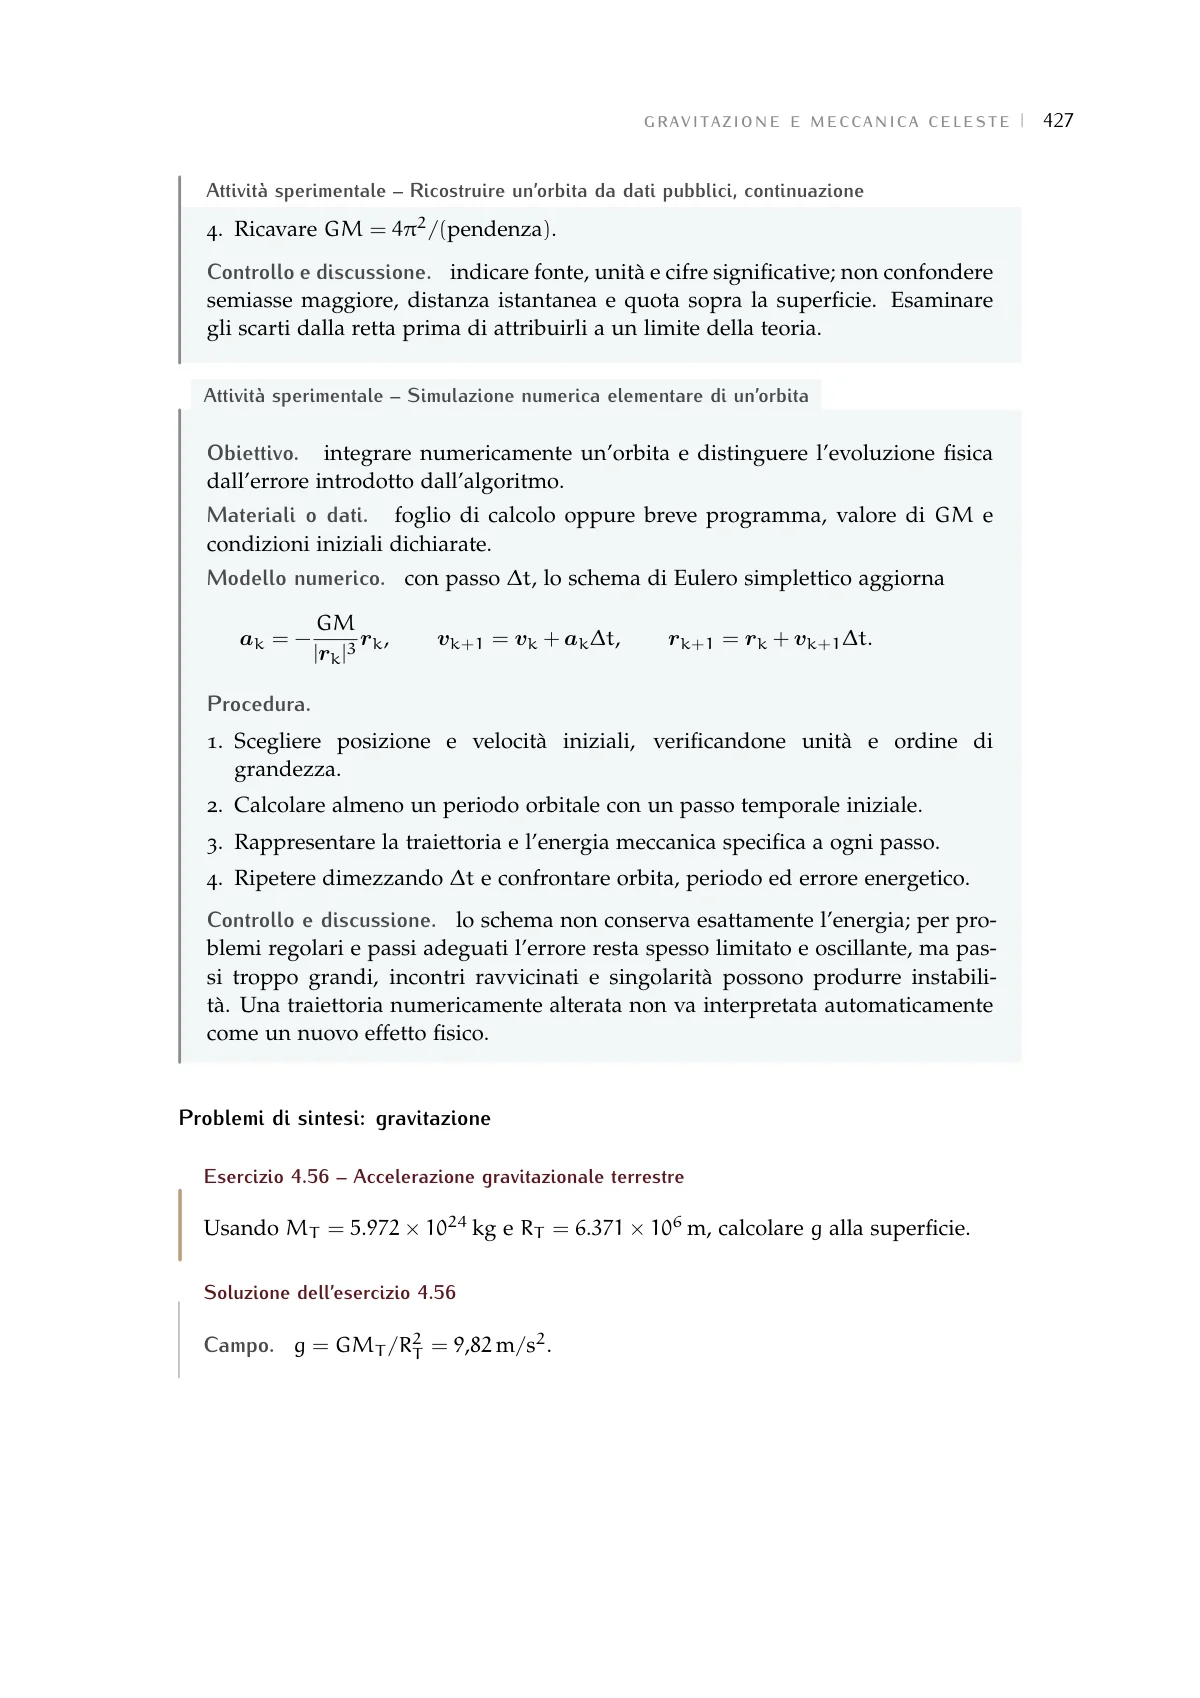 GRAVITAZIONE E MECCANICA CELESTE | 427
Attività sperimentale – Ricostruire un'orbita da dati pubblici, continuazione
4. Ricavare GM = 4π²/(pendenza).
Controllo e discussione. indicare fonte, unità e cifre significative; non confondere
semiasse maggiore, distanza istantanea e quota sopra la superficie. Esaminare
gli scarti dalla retta prima di attribuirli a un limite della teoria.
Attività sperimentale – Simulazione numerica elementare di un'orbita
Obiettivo. integrare numericamente un'orbita e distinguere l'evoluzione fisica
dall'errore introdotto dall'algoritmo.
Materiali o dati. foglio di calcolo oppure breve programma, valore di GM e
condizioni iniziali dichiarate.
Modello numerico. con passo Δt, lo schema di Eulero simplettico aggiorna
a_k = −GM/|r_k|³ r_k, v_{k+1} = v_k + a_kΔt, r_{k+1} = r_k + v_{k+1}Δt.
Procedura.
1. Scegliere posizione e velocità iniziali, verificandone unità e ordine di
grandezza.
2. Calcolare almeno un periodo orbitale con un passo temporale iniziale.
3. Rappresentare la traiettoria e l'energia meccanica specifica a ogni passo.
4. Ripetere dimezzando Δt e confrontare orbita, periodo ed errore energetico.
Controllo e discussione. lo schema non conserva esattamente l'energia; per pro-
blemi regolari e passi adeguati l'errore resta spesso limitato e oscillante, ma pas-
si troppo grandi, incontri ravvicinati e singolarità possono produrre instabili-
tà. Una traiettoria numericamente alterata non va interpretata automaticamente
come un nuovo effetto fisico.
Problemi di sintesi: gravitazione
Esercizio 4.56 – Accelerazione gravitazionale terrestre
Usando M_T = 5.972 × 10²⁴ kg e R_T = 6.371 × 10⁶ m, calcolare g alla superficie.
Soluzione dell'esercizio 4.56
Campo. g = GM_T/R_T² = 9,82 m/s².